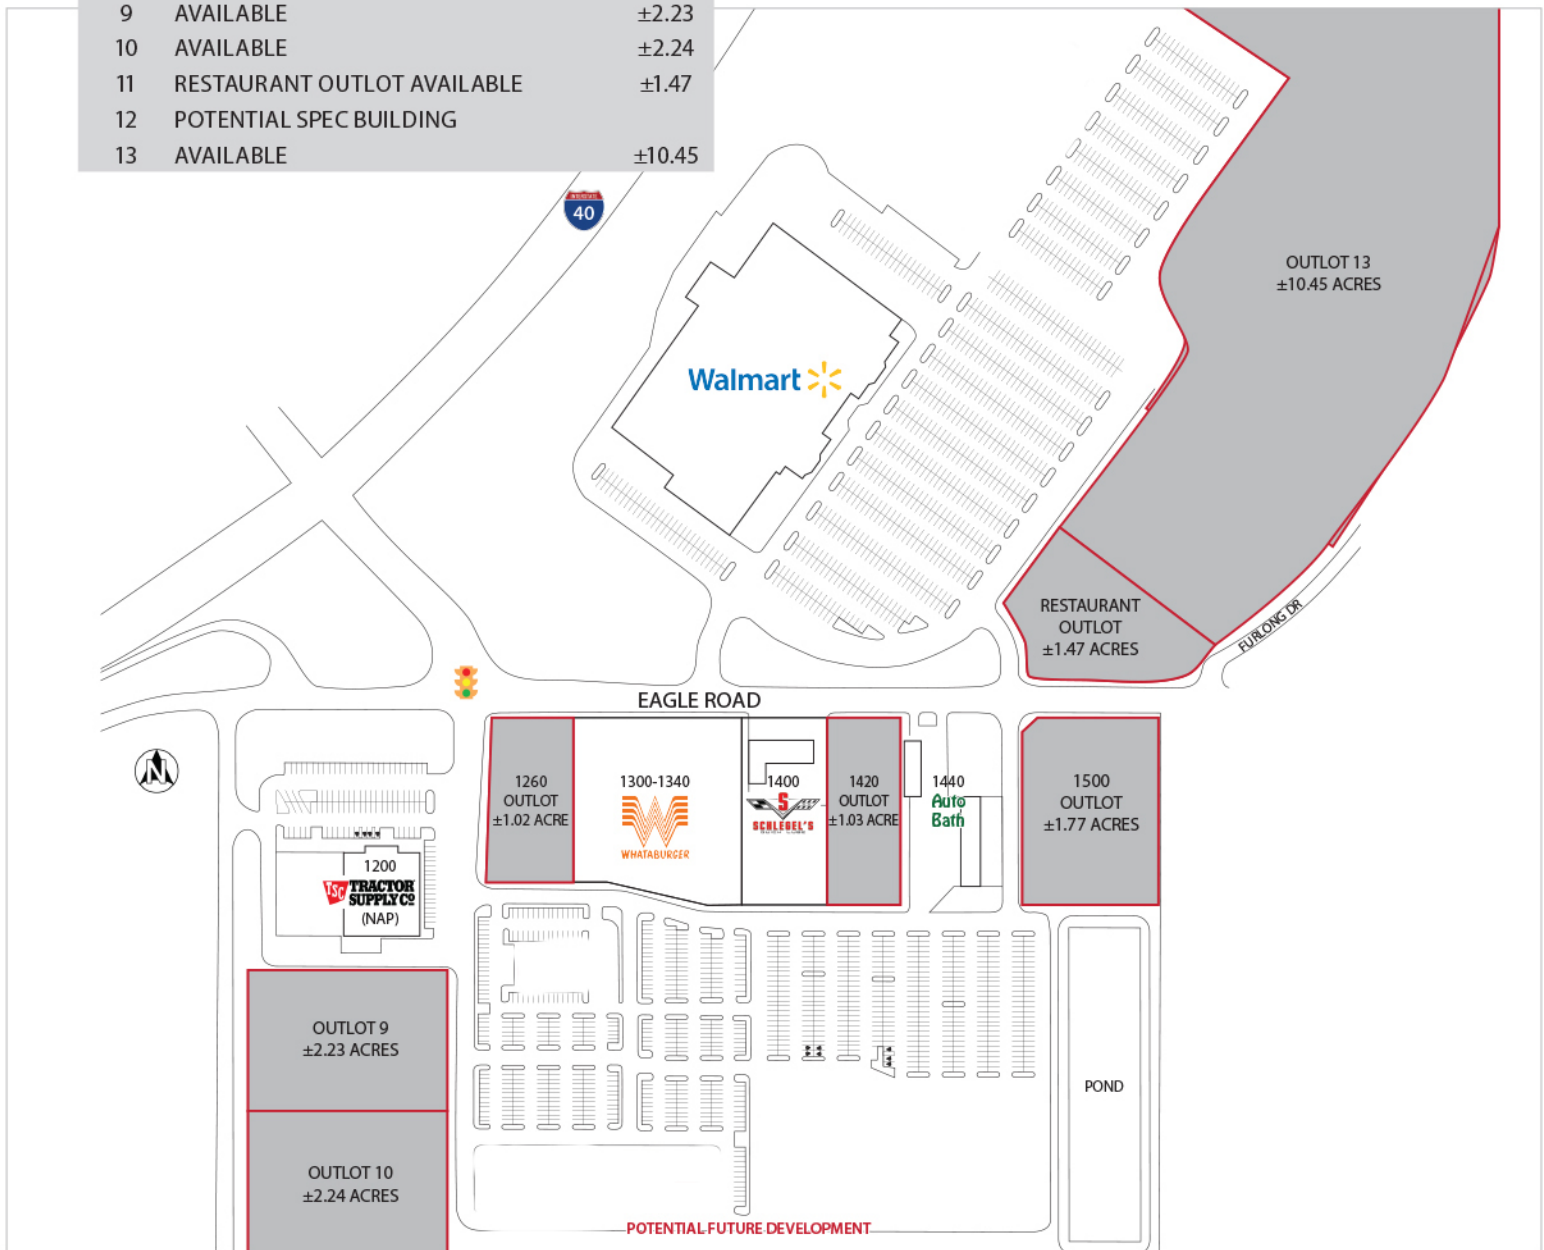 9 AVAILABLE ±2.23
10 AVAILABLE ±2.24
11 RESTAURANT OUTLOT AVAILABLE ±1.47
12 POTENTIAL SPEC BUILDING
13 AVAILABLE ±10.45
INTERSTATE
40
OUTLOT 13
±10.45 ACRES
Walmart
RESTAURANT
OUTLOT
±1.47 ACRES
FURLONG DR
EAGLE ROAD
N
1260
OUTLOT
±1.02 ACRE
1300-1340
WHATABURGER
1400
S
SCHLEGEL'S
1420
OUTLOT
±1.03 ACRE
1440
Auto
Bath
1500
OUTLOT
±1.77 ACRES
1200
TSC TRACTOR
SUPPLY CO
(NAP)
OUTLOT 9
±2.23 ACRES
POND
OUTLOT 10
±2.24 ACRES
POTENTIAL FUTURE DEVELOPMENT